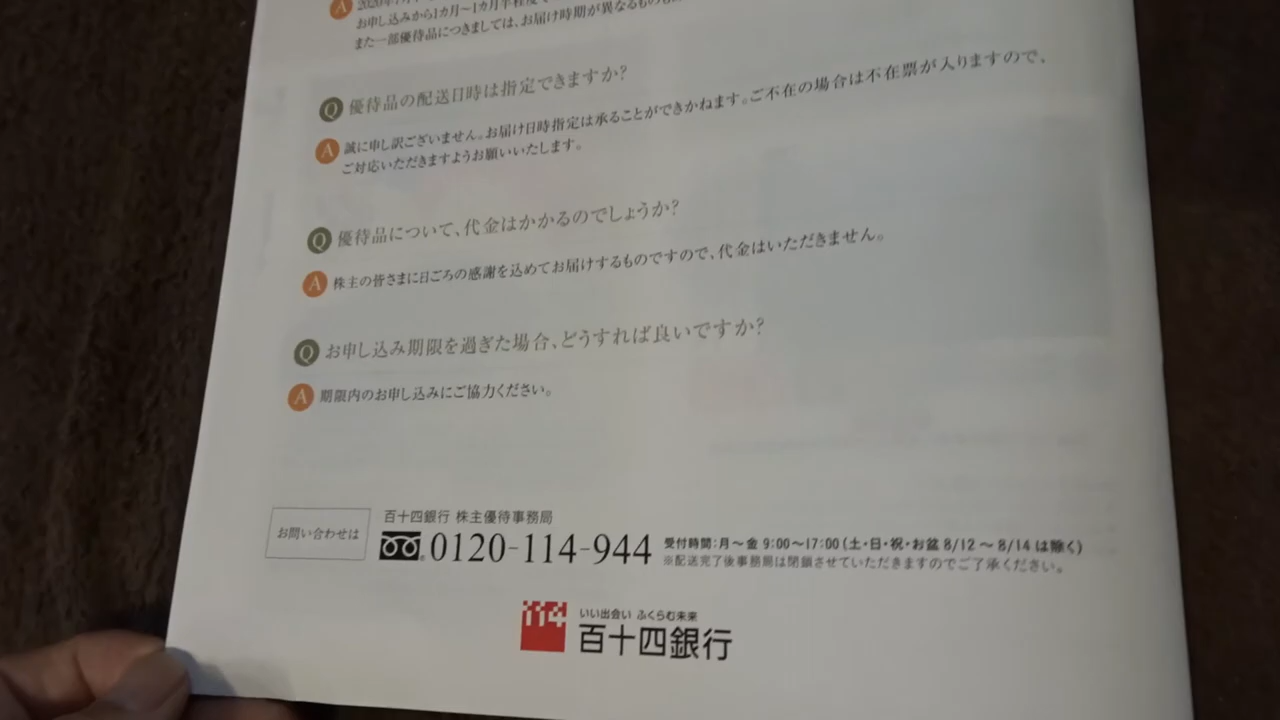 A
お申し込みから1カ月～1カ月半程度
また一部優待品につきましては、お届け時期が異なるものも
Q 優待品の配送日時は指定できますか?
A 誠に申し訳ございません。お届け日時指定は承ることができかねます。ご不在の場合は不在票が入りますので、
ご対応いただきますようお願いいたします。
Q 優待品について、代金はかかるのでしょうか?
A 株主の皆さまに日ごろの感謝を込めてお届けするものですので、代金はいただきません。
Q お申し込み期限を過ぎた場合、どうすれば良いですか?
A 期限内のお申し込みにご協力ください。
お問い合わせは
百十四銀行 株主優待事務局
0120-114-944
受付時間:月～金 9:00～17:00(土・日・祝・お盆 8/12 ～ 8/14 は除く)
※配送完了後事務局は閉鎖させていただきますのでご了承ください。
114
いい出会い ふくらむ未来
百十四銀行